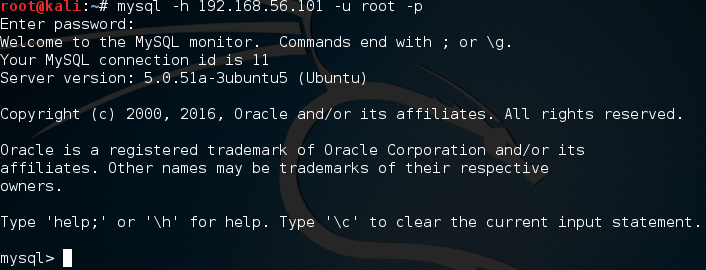 root@kali:~# mysql -h 192.168.56.101 -u root -p
Enter password:
Welcome to the MySQL monitor.  Commands end with ; or \g.
Your MySQL connection id is 11
Server version: 5.0.51a-3ubuntu5 (Ubuntu)
Copyright (c) 2000, 2016, Oracle and/or its affiliates. All rights reserved.
Oracle is a registered trademark of Oracle Corporation and/or its
affiliates. Other names may be trademarks of their respective
owners.
Type 'help;' or '\h' for help. Type '\c' to clear the current input statement.
mysql>